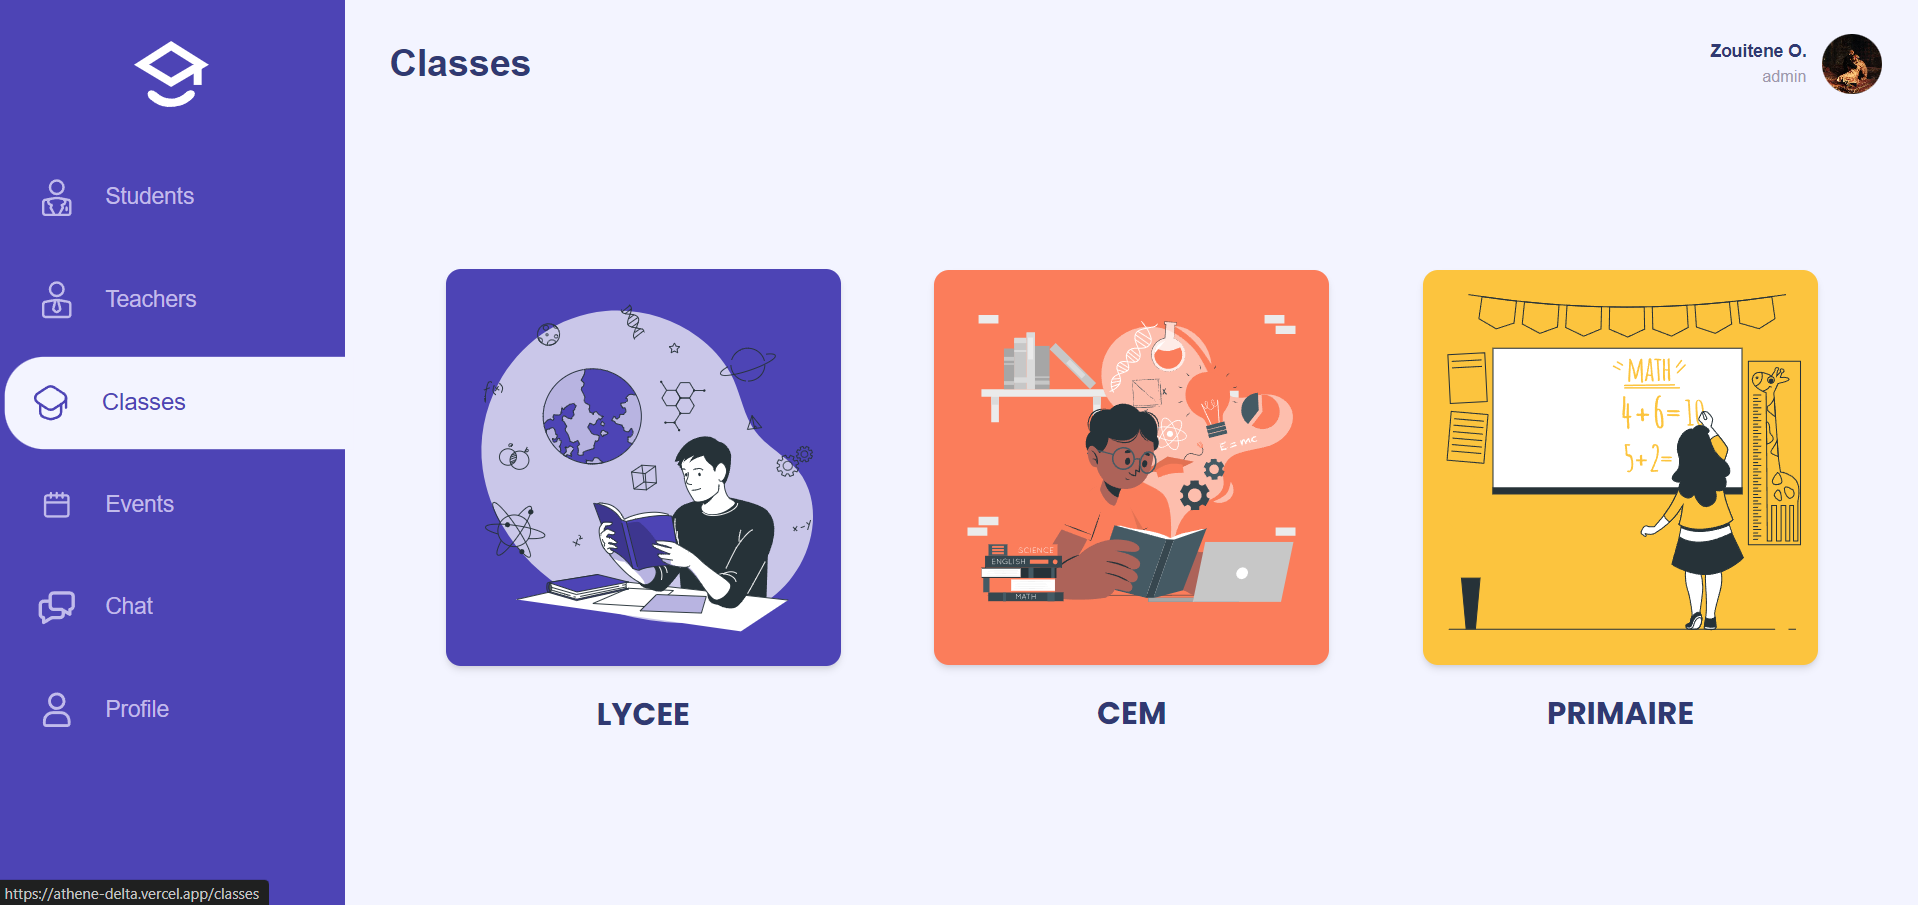 Classes
Zouitene O.
admin
Students
Teachers
Classes
Events
Chat
Profile
f(x)
x²
x-y
LYCEE
x
E = mc
SCIENCE
ENGLISH
MATH
CEM
MATH
4+6=10
5+2=
PRIMAIRE
https://athene-delta.vercel.app/classes